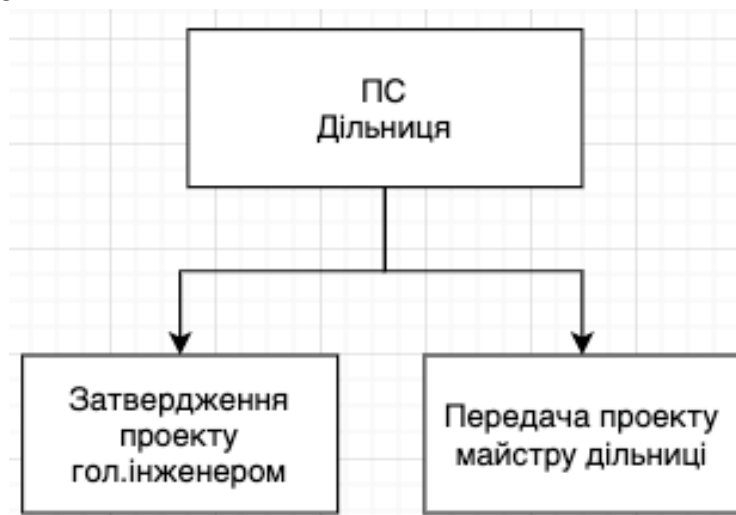 ПС
Дільниця
Затвердження
проекту
гол.інженером
Передача проекту
майстру дільниці